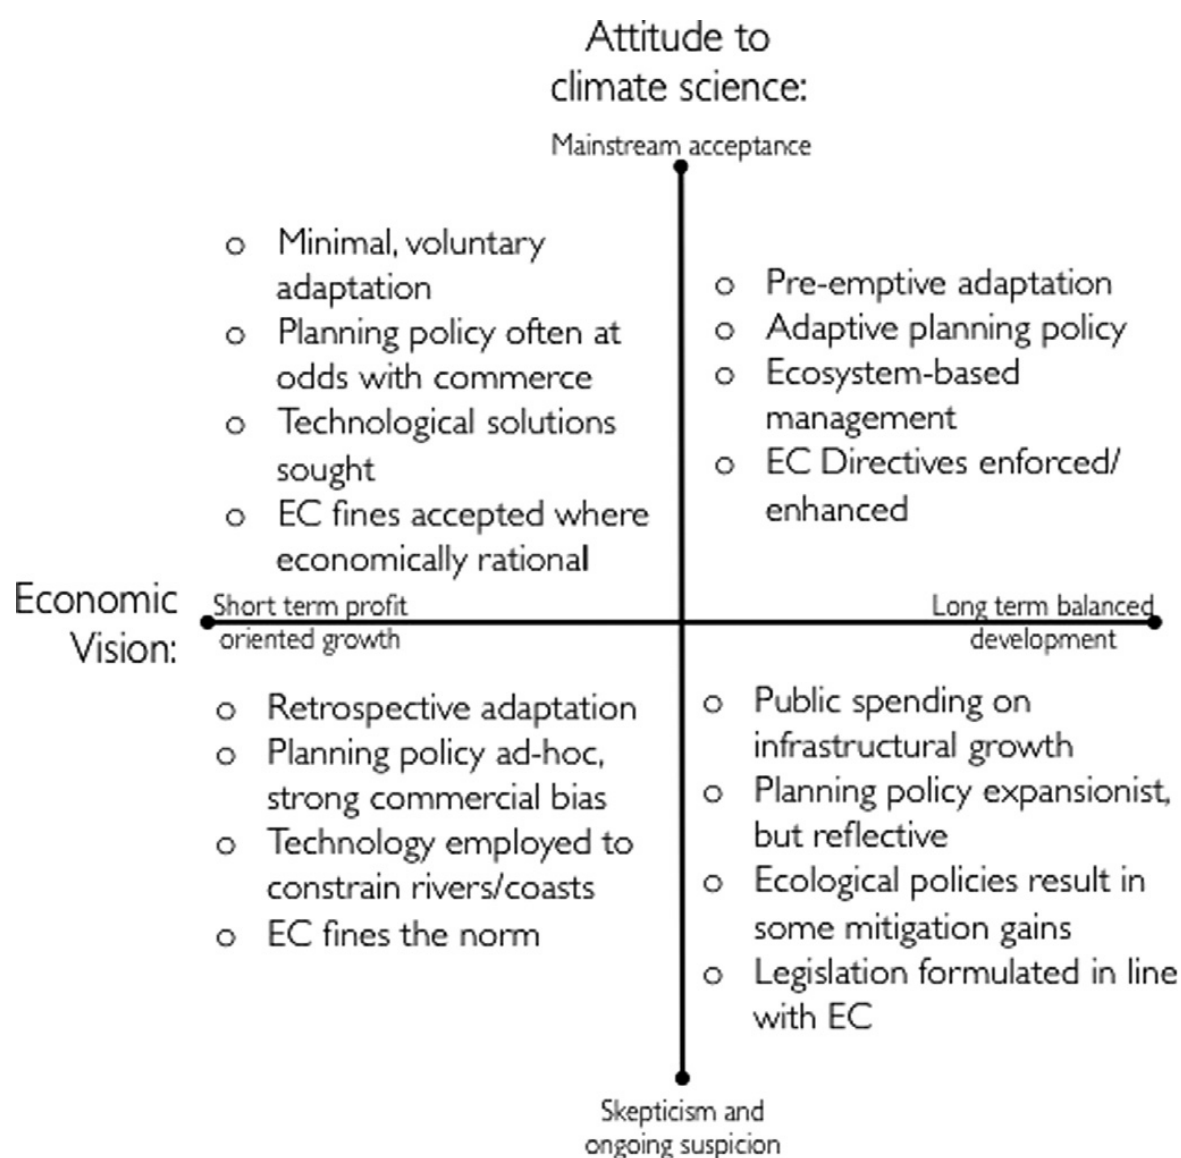 Attitude to
climate science:
Mainstream acceptance
o Minimal, voluntary
adaptation
o Planning policy often at
odds with commerce
o Technological solutions
sought
o EC fines accepted where
economically rational
o Pre-emptive adaptation
o Adaptive planning policy
o Ecosystem-based
management
o EC Directives enforced/
enhanced
Economic
Vision:
Short term profit
oriented growth
Long term balanced
development
o Retrospective adaptation
o Planning policy ad-hoc,
strong commercial bias
o Technology employed to
constrain rivers/coasts
o EC fines the norm
o Public spending on
infrastructural growth
o Planning policy expansionist,
but reflective
o Ecological policies result in
some mitigation gains
o Legislation formulated in line
with EC
Skepticism and
ongoing suspicion